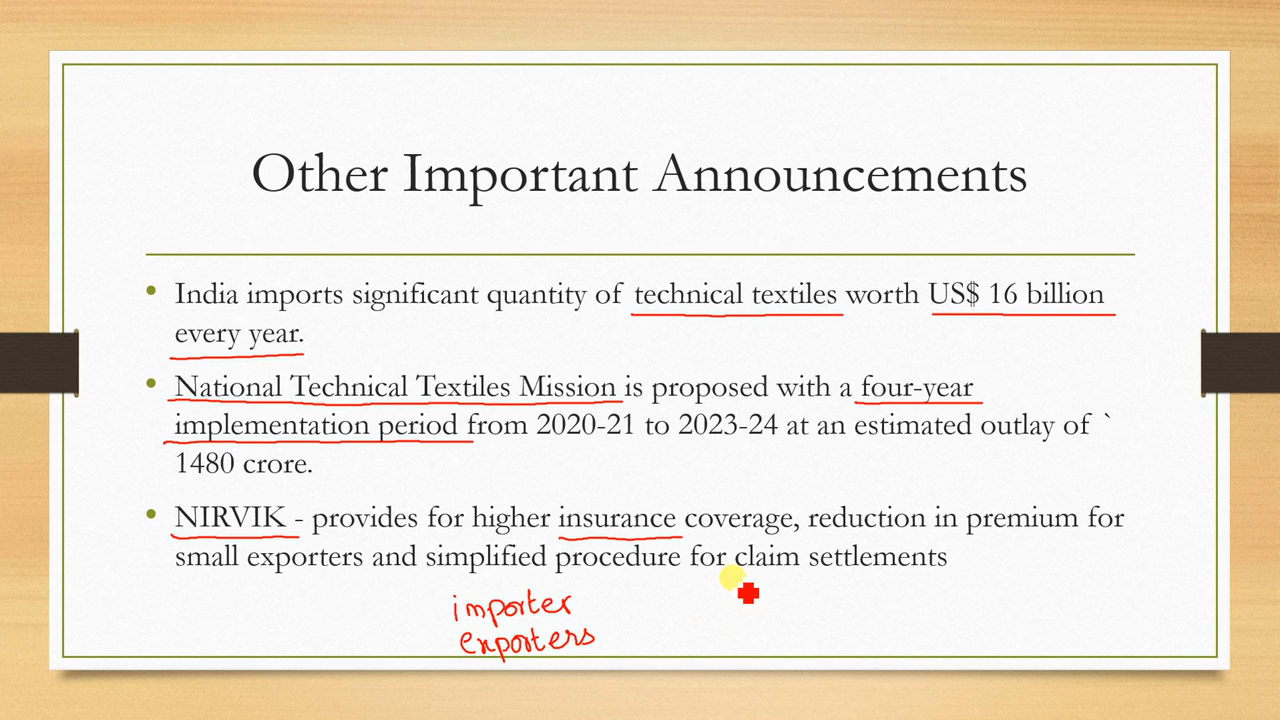 Other Important Announcements
• India imports significant quantity of technical textiles worth US$ 16 billion
every year.
• National Technical Textiles Mission is proposed with a four-year
implementation period from 2020-21 to 2023-24 at an estimated outlay of `
1480 crore.
• NIRVIK - provides for higher insurance coverage, reduction in premium for
small exporters and simplified procedure for claim settlements
importer
exporters